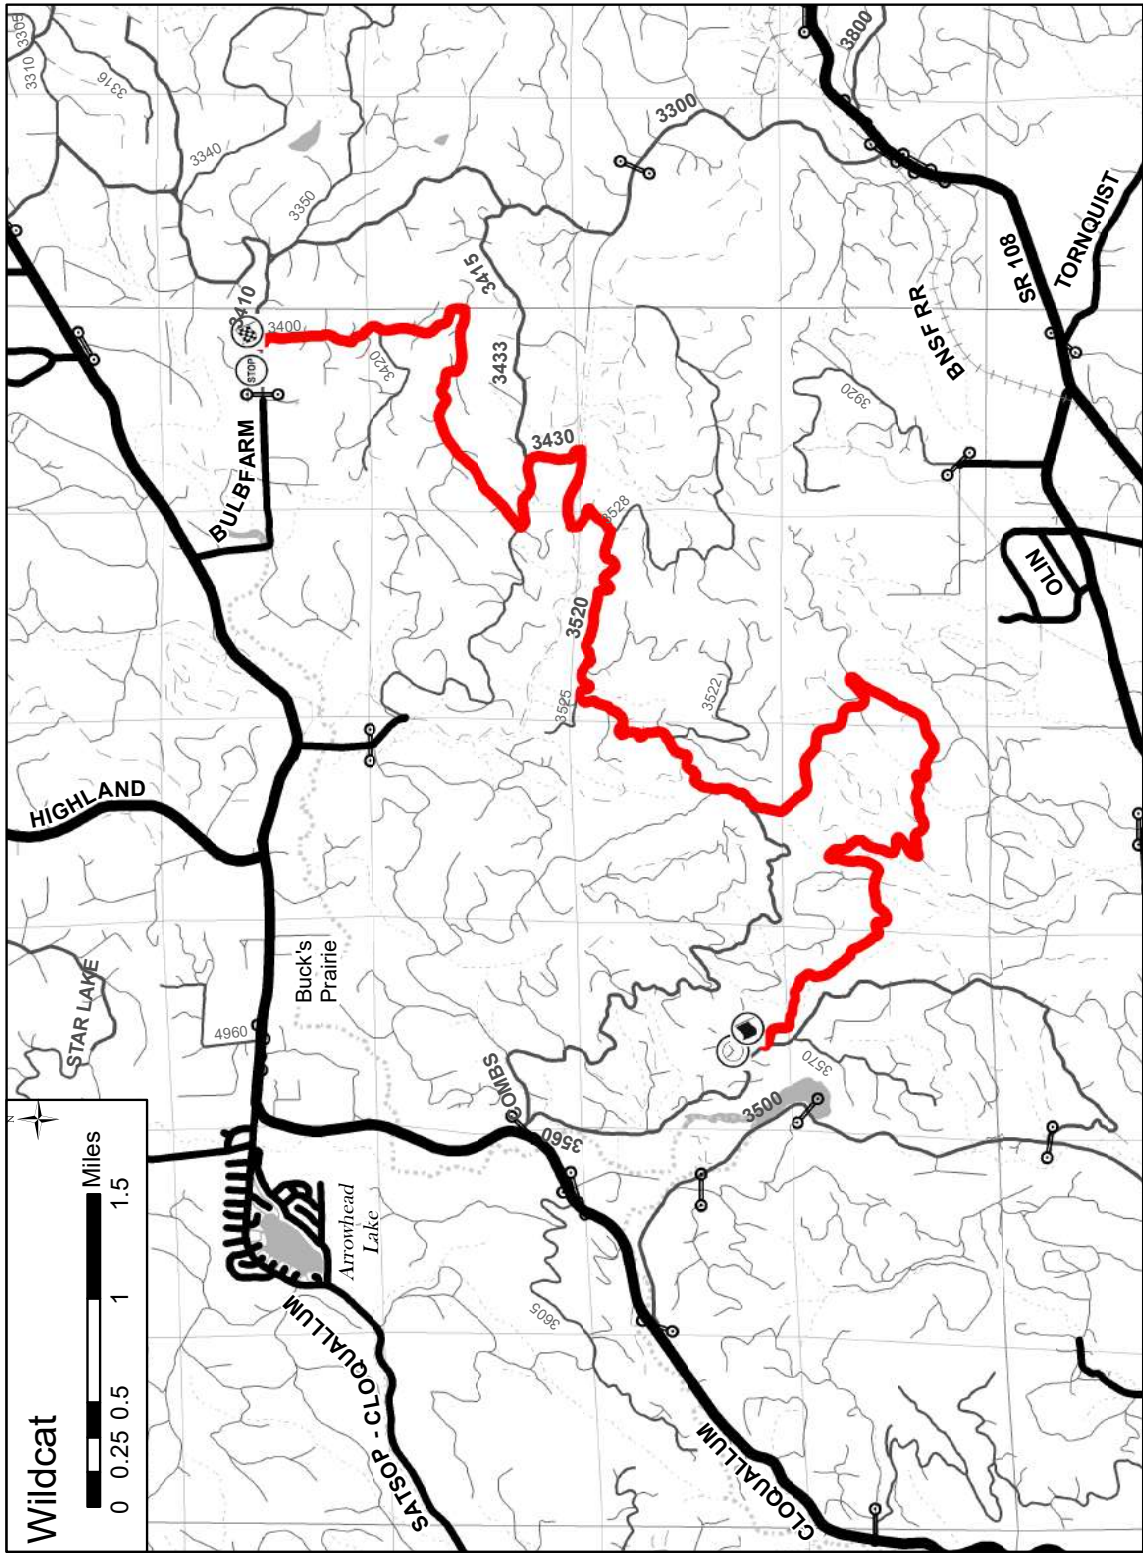 Wildcat
0 0.25 0.5 1 1.5
Miles
N
3310
3305
3316
3340
3350
3410
3400
STOP
3420
3415
3433
3430
3300
3800
BULBFARM
HIGHLAND
STAR LAKE
4960
Buck's
Prairie
Arrowhead
Lake
SATSOP - CLOQUALLUM
COMBS
3560
3500
3570
3605
CLOQUALLUM
3528
3520
3525
3522
3920
BNSF RR
SR 108
TORNQUIST
OLIN